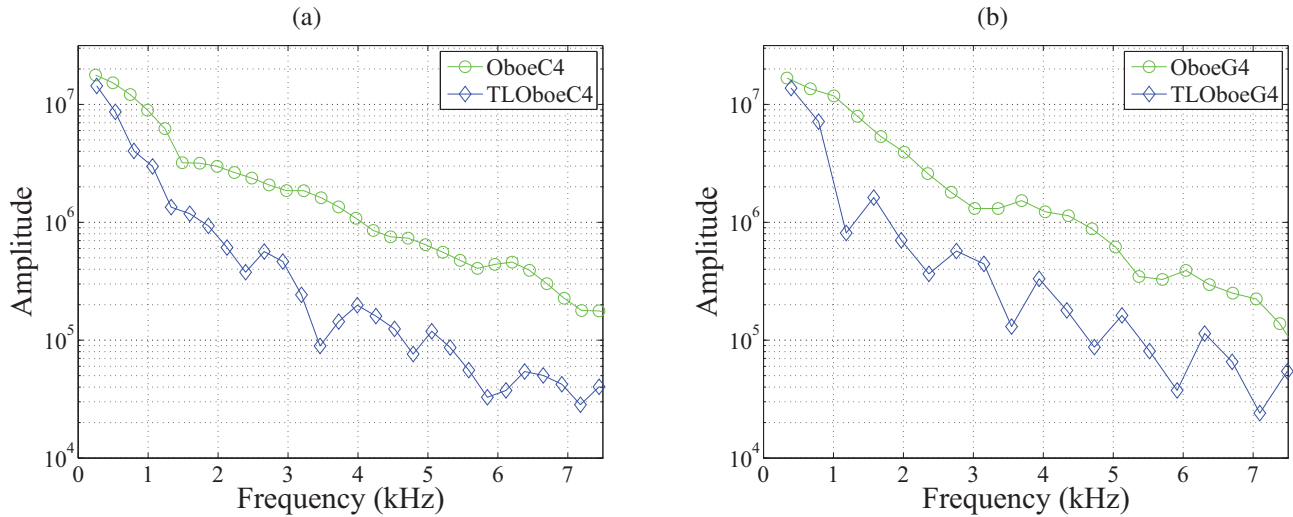 (a)
OboeC4
TLOboeC4
10^7
10^6
10^5
10^4
Amplitude
0 1 2 3 4 5 6 7
Frequency (kHz)
(b)
OboeG4
TLOboeG4
10^7
10^6
10^5
10^4
Amplitude
0 1 2 3 4 5 6 7
Frequency (kHz)